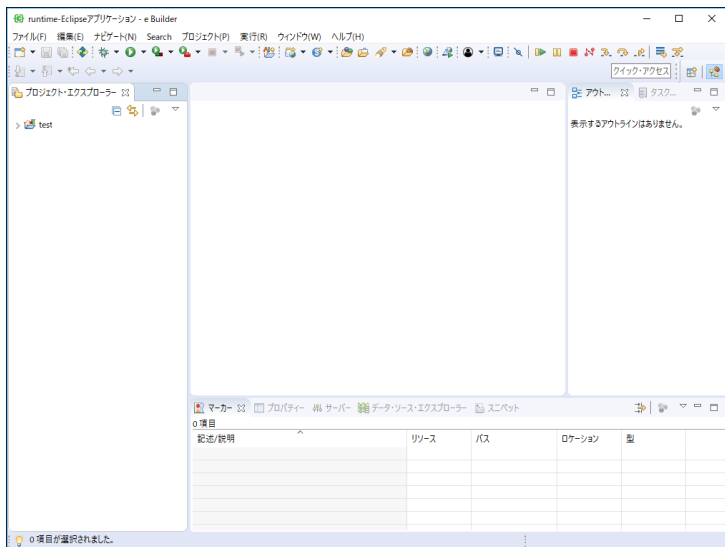 runtime-Eclipseアプリケーション - e Builder
ファイル(F) 編集(E) ナビゲート(N) Search プロジェクト(P) 実行(R) ウィンドウ(W) ヘルプ(H)
クイック・アクセス
プロジェクト・エクスプローラー
test
アウト...
タスク...
表示するアウトラインはありません。
マーカー プロパティー サーバー データ・ソース・エクスプローラー スニペット
0 項目
記述/説明 リソース パス ロケーション 型
0 項目が選択されました。